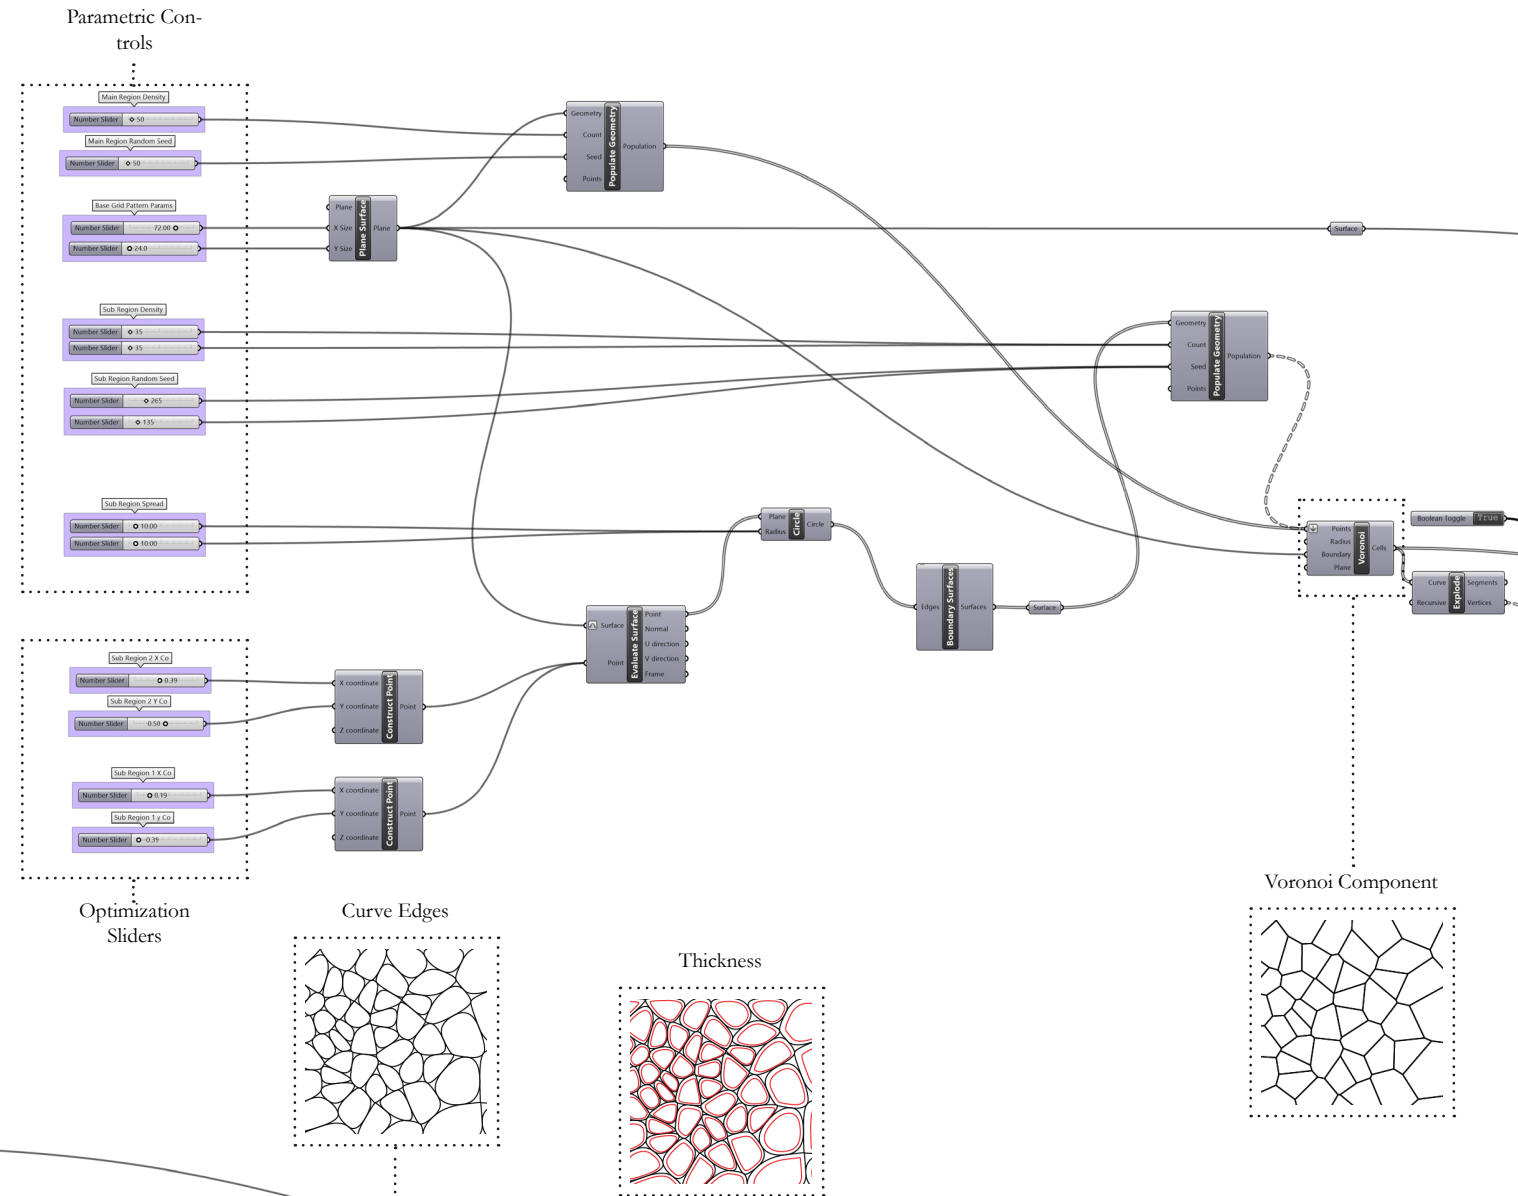 Parametric Con-
trols
Main Region Density
Number Slider ◇ 50
Main Region Random Seed
Number Slider ◇ 50
Base Grid Pattern Params
Number Slider 72.00 ○
Number Slider ○ 24.0
Sub Region Density
Number Slider ◇ 35
Number Slider ◇ 35
Sub Region Random Seed
Number Slider ◇ 265
Number Slider ◇ 135
Sub Region Spread
Number Slider ○ 10.00
Number Slider ○ 10.00
Sub Region 2 X Co
Number Slider ○ 0.39
Sub Region 2 Y Co
Number Slider 0.50 ○
Sub Region 1 X Co
Number Slider ○ 0.19
Sub Region 1 y Co
Number Slider ○ -0.39
Optimization
Sliders
Plane
X Size
Y Size
Plane Surface
Plane
Geometry
Count
Seed
Points
Populate Geometry
Population
Surface
Geometry
Count
Seed
Points
Populate Geometry
Population
Plane
Radius
Circle
Circle
Edges
Boundary Surfaces
Surfaces
Surface
Surface
Point
Evaluate Surface
Point
Normal
U direction
V direction
Frame
X coordinate
Y coordinate
Z coordinate
Construct Point
Point
X coordinate
Y coordinate
Z coordinate
Construct Point
Point
Points
Radius
Boundary
Plane
Voronoi
Cells
Boolean Toggle True
Curve
Recursive
Explode
Segments
Vertices
Voronoi Component
Curve Edges
Thickness